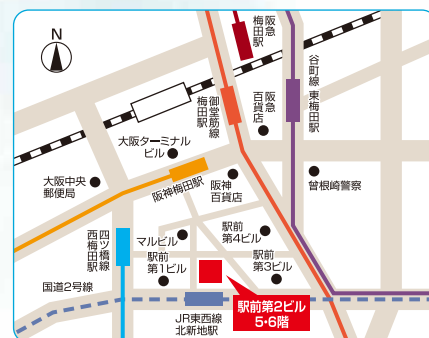 N
阪急
梅田駅
御堂筋線
梅田駅
阪急
百貨店
谷町線 東梅田駅
大阪ターミナル
ビル
大阪中央
郵便局
阪神梅田駅
阪神
百貨店
曾根崎警察
四ツ橋線
西梅田駅
マルビル
駅前
第4ビル
駅前
第1ビル
駅前
第3ビル
国道2号線
駅前第2ビル
5・6階
JR東西線
北新地駅